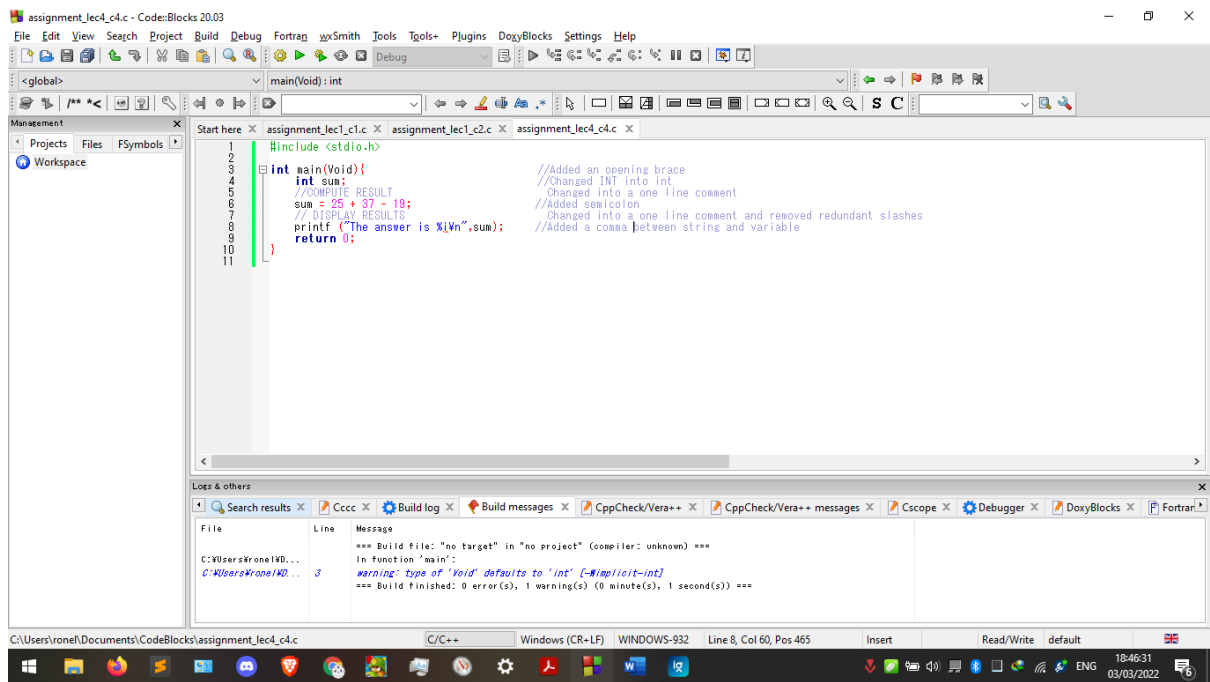 assignment_lec4_c4.c - Code::Blocks 20.03
File Edit View Search Project Build Debug Fortran wxSmith Tools Tools+ Plugins DoxyBlocks Settings Help
Debug
<global> main(Void) : int
/** *< S C
Management
Projects Files FSymbols
Workspace
Start here assignment_lec1_c1.c assignment_lec1_c2.c assignment_lec4_c4.c
1 #include <stdio.h>
2
3 int main(Void){ //Added an opening brace
4 int sum; //Changed INT into int
5 //COMPUTE RESULT Changed into a one line comment
6 sum = 25 + 37 - 19; //Added semicolon
7 // DISPLAY RESULTS Changed into a one line comment and removed redundant slashes
8 printf ("The answer is %i¥n",sum); //Added a comma between string and variable
9 return 0;
10 }
11
Logs & others
Search results Cccc Build log Build messages CppCheck/Vera++ CppCheck/Vera++ messages Cscope Debugger DoxyBlocks Fortran
File Line Message
=== Build file: "no target" in "no project" (compiler: unknown) ===
C:¥Users¥ronel¥D... In function 'main':
C:¥Users¥ronel¥D... 3 warning: type of 'Void' defaults to 'int' [-Wimplicit-int]
=== Build finished: 0 error(s), 1 warning(s) (0 minute(s), 1 second(s)) ===
C:\Users\ronel\Documents\CodeBlocks\assignment_lec4_c4.c C/C++ Windows (CR+LF) WINDOWS-932 Line 8, Col 60, Pos 465 Insert Read/Write default
ENG 18:46:31
03/03/2022 6